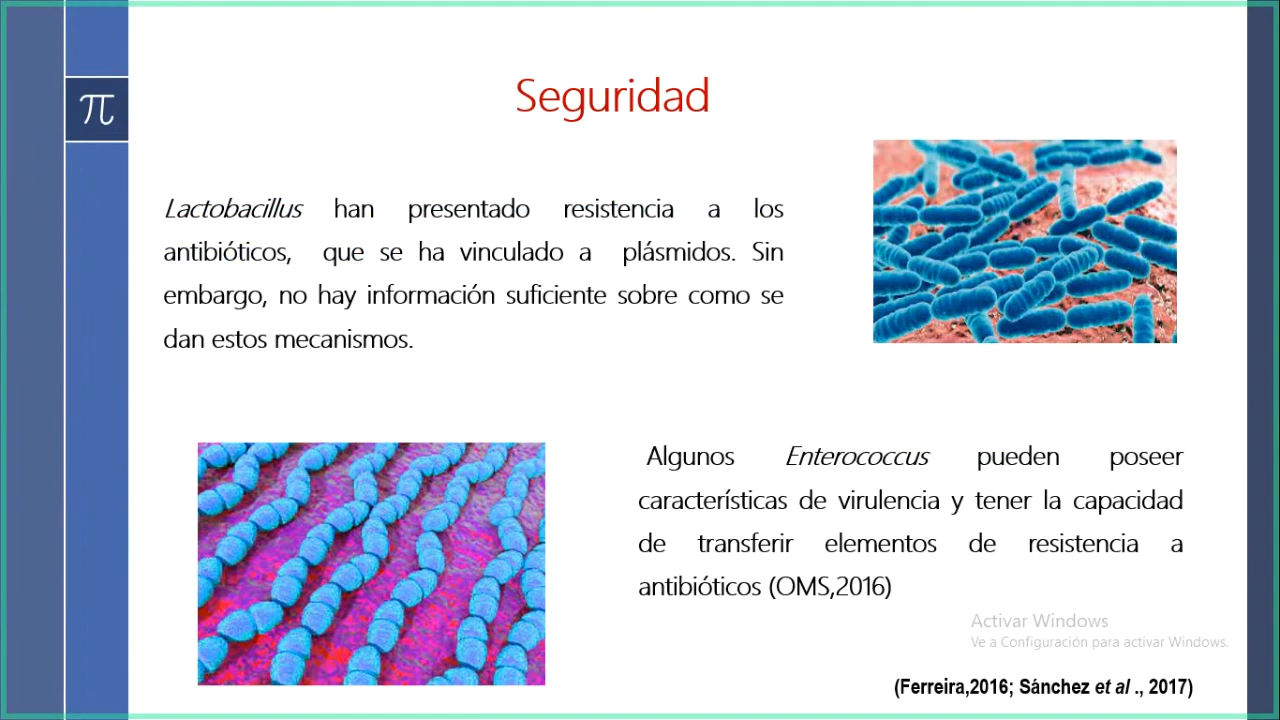 π
Seguridad
Lactobacillus han presentado resistencia a los
antibióticos, que se ha vinculado a plásmidos. Sin
embargo, no hay información suficiente sobre como se
dan estos mecanismos.
Algunos Enterococcus pueden poseer
características de virulencia y tener la capacidad
de transferir elementos de resistencia a
antibióticos (OMS,2016)
Activar Windows
Ve a Configuración para activar Windows.
(Ferreira,2016; Sánchez et al ., 2017)